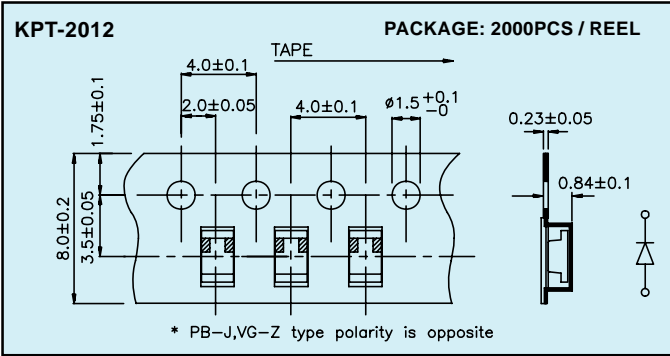 KPT-2012
PACKAGE: 2000PCS / REEL
TAPE
4.0±0.1
2.0±0.05
4.0±0.1
ø1.5 +0.1 -0
1.75±0.1
8.0±0.2
3.5±0.05
0.23±0.05
0.84±0.1
* PB-J,VG-Z type polarity is opposite